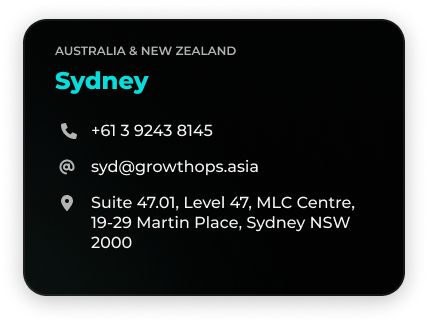 AUSTRALIA & NEW ZEALAND
Sydney
+61 3 9243 8145
syd@growthops.asia
Suite 47.01, Level 47, MLC Centre,
19-29 Martin Place, Sydney NSW
2000